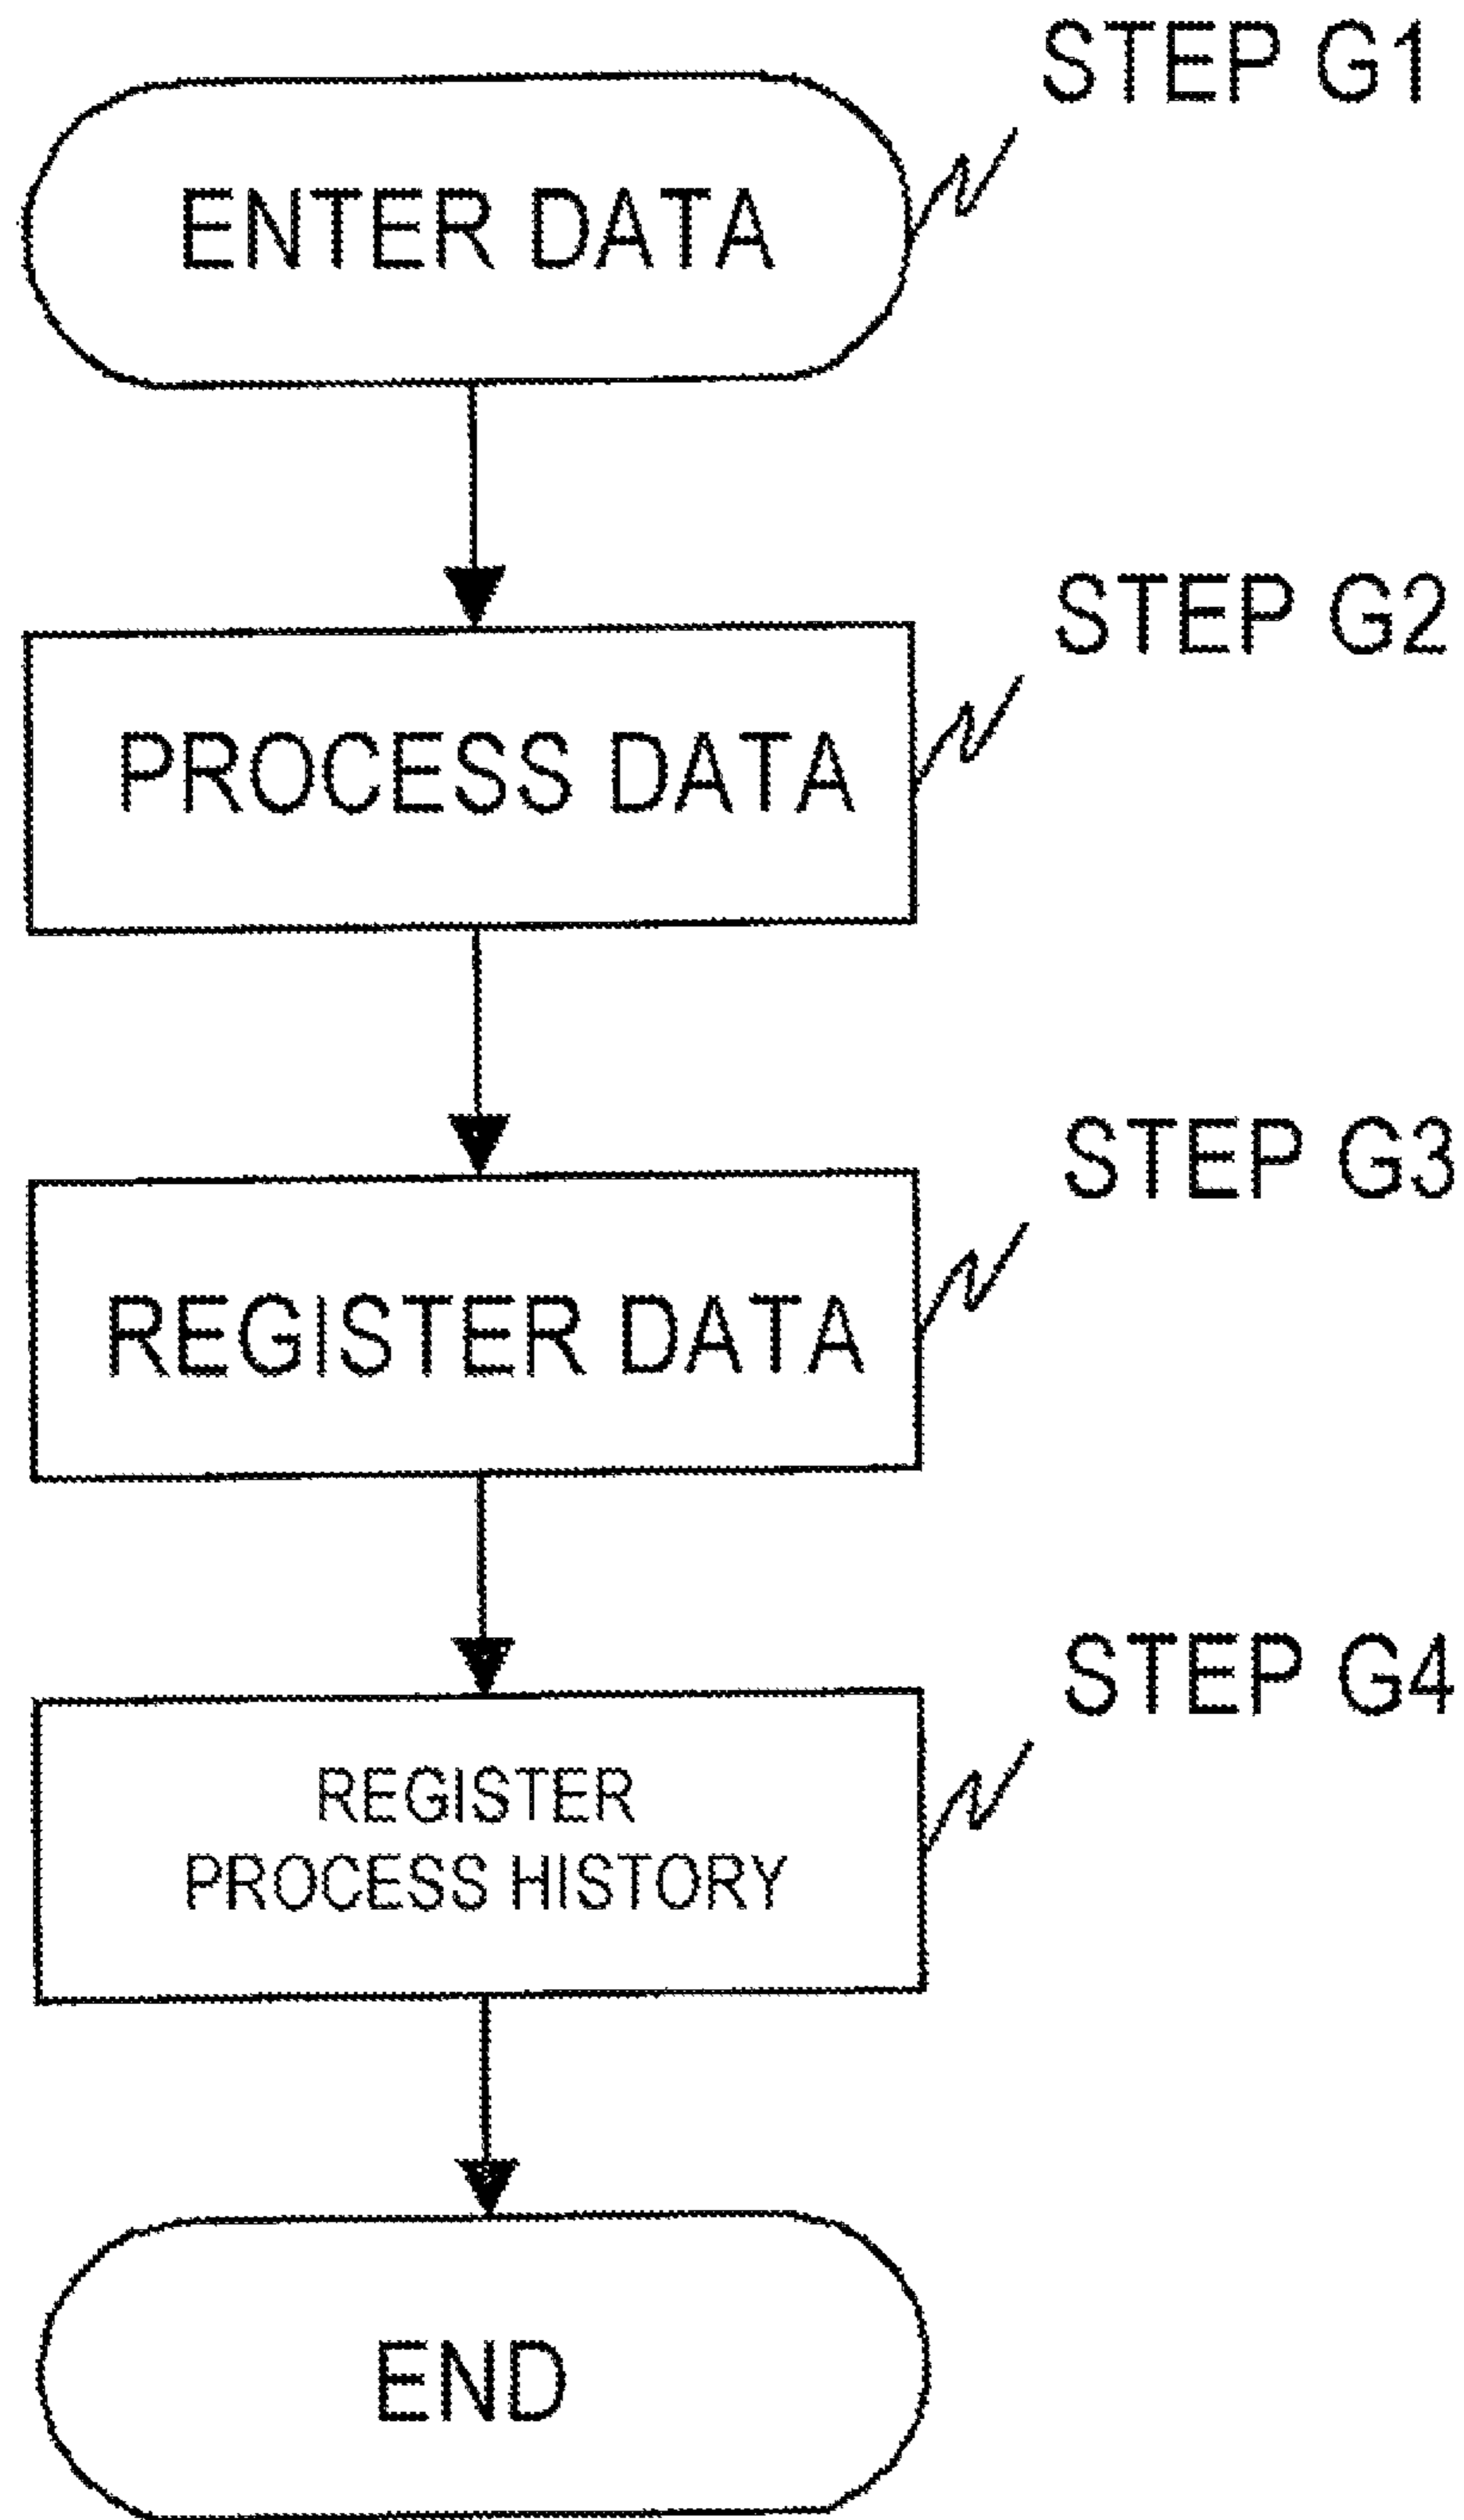 STEP G1
ENTER DATA
STEP G2
PROCESS DATA
STEP G3
REGISTER DATA
STEP G4
REGISTER
PROCESS HISTORY
END